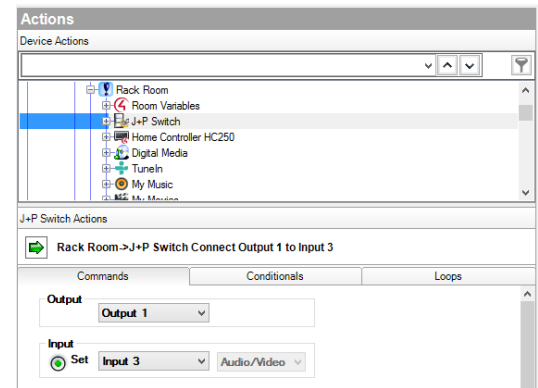 Actions
Device Actions
Rack Room
Room Variables
J+P Switch
Home Controller HC250
Digital Media
TuneIn
My Music
My Movies
J+P Switch Actions
Rack Room->J+P Switch Connect Output 1 to Input 3
Commands Conditionals Loops
Output
Output 1
Input
Set Input 3 Audio/Video